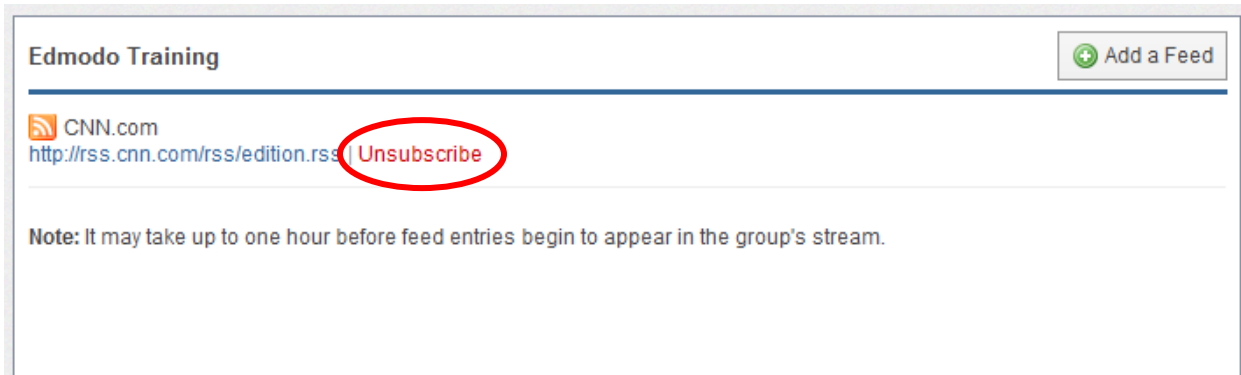 Edmodo Training
Add a Feed
CNN.com
http://rss.cnn.com/rss/edition.rss | Unsubscribe
Note: It may take up to one hour before feed entries begin to appear in the group's stream.